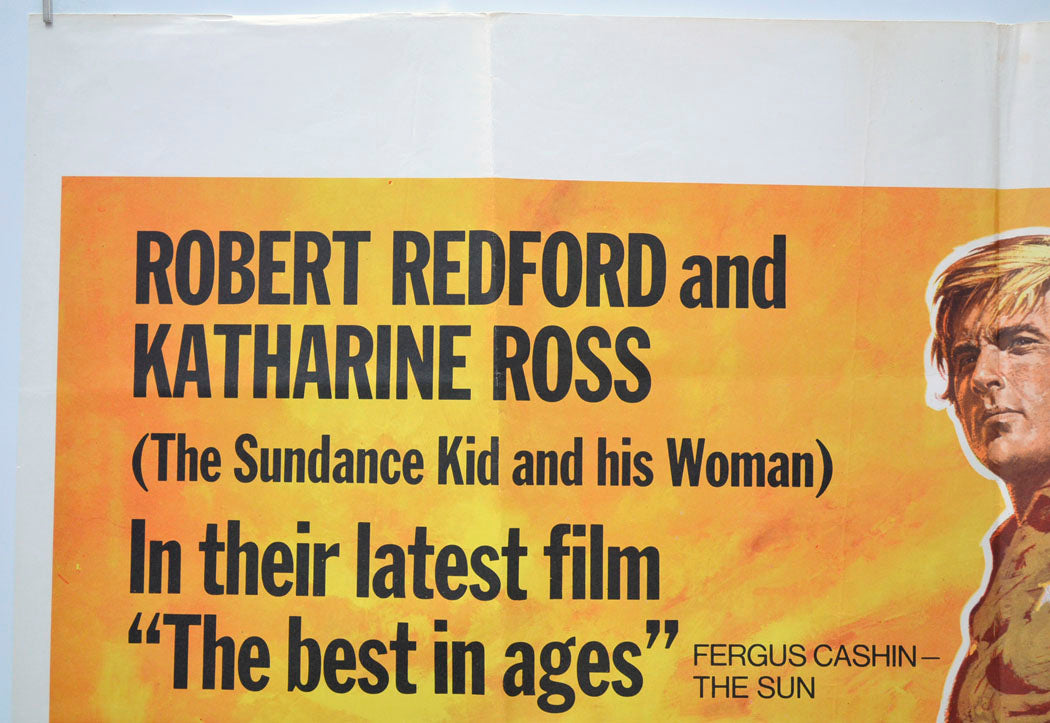 ROBERT REDFORD and
KATHARINE ROSS
(The Sundance Kid and his Woman)
In their latest film
“The best in ages” FERGUS CASHIN–
THE SUN